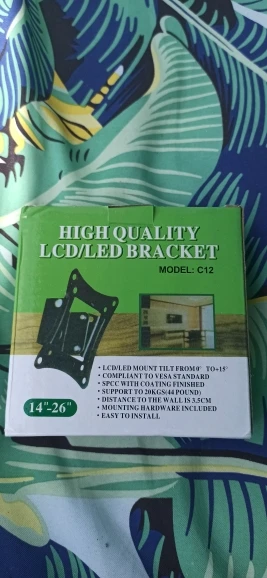 HIGH QUALITY
LCD/LED BRACKET
MODEL: C12
• LCD/LED MOUNT TILT FROM 0° TO+15°
• COMPLIANT TO VESA STANDARD
• SPCC WITH COATING FINISHED
• SUPPORT TO 20KGS(44 POUND)
• DISTANCE TO THE WALL IS 3.5CM
• MOUNTING HARDWARE INCLUDED
• EASY TO INSTALL
14"-26"